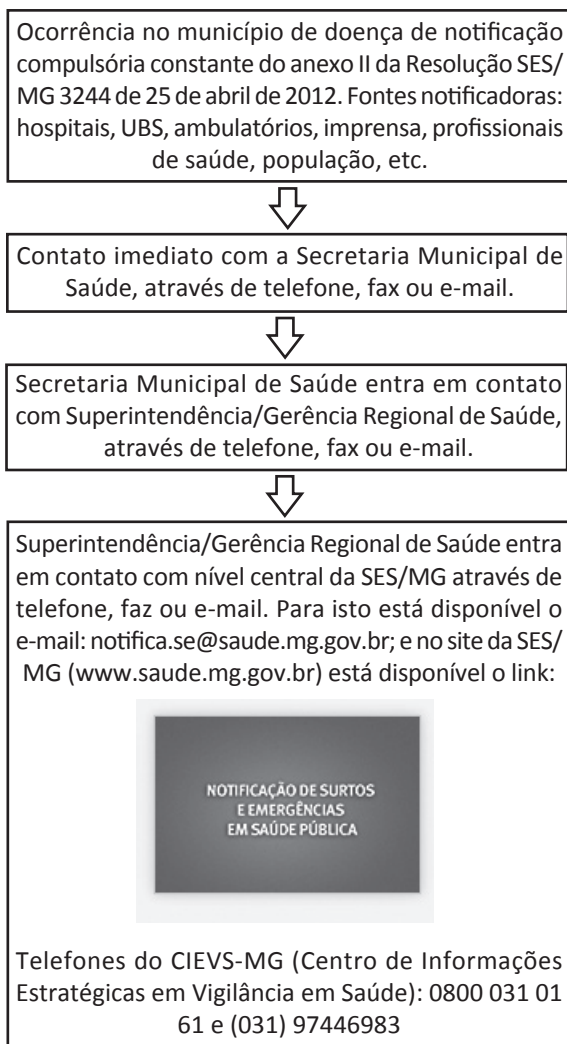 Ocorrência no município de doença de notificação
compulsória constante do anexo II da Resolução SES/
MG 3244 de 25 de abril de 2012. Fontes notificadoras:
hospitais, UBS, ambulatórios, imprensa, profissionais
de saúde, população, etc.
Contato imediato com a Secretaria Municipal de
Saúde, através de telefone, fax ou e-mail.
Secretaria Municipal de Saúde entra em contato
com Superintendência/Gerência Regional de Saúde,
através de telefone, fax ou e-mail.
Superintendência/Gerência Regional de Saúde entra
em contato com nível central da SES/MG através de
telefone, faz ou e-mail. Para isto está disponível o
e-mail: notifica.se@saude.mg.gov.br; e no site da SES/
MG (www.saude.mg.gov.br) está disponível o link:
NOTIFICAÇÃO DE SURTOS
E EMERGÊNCIAS
EM SAÚDE PÚBLICA
Telefones do CIEVS-MG (Centro de Informações
Estratégicas em Vigilância em Saúde): 0800 031 01
61 e (031) 97446983